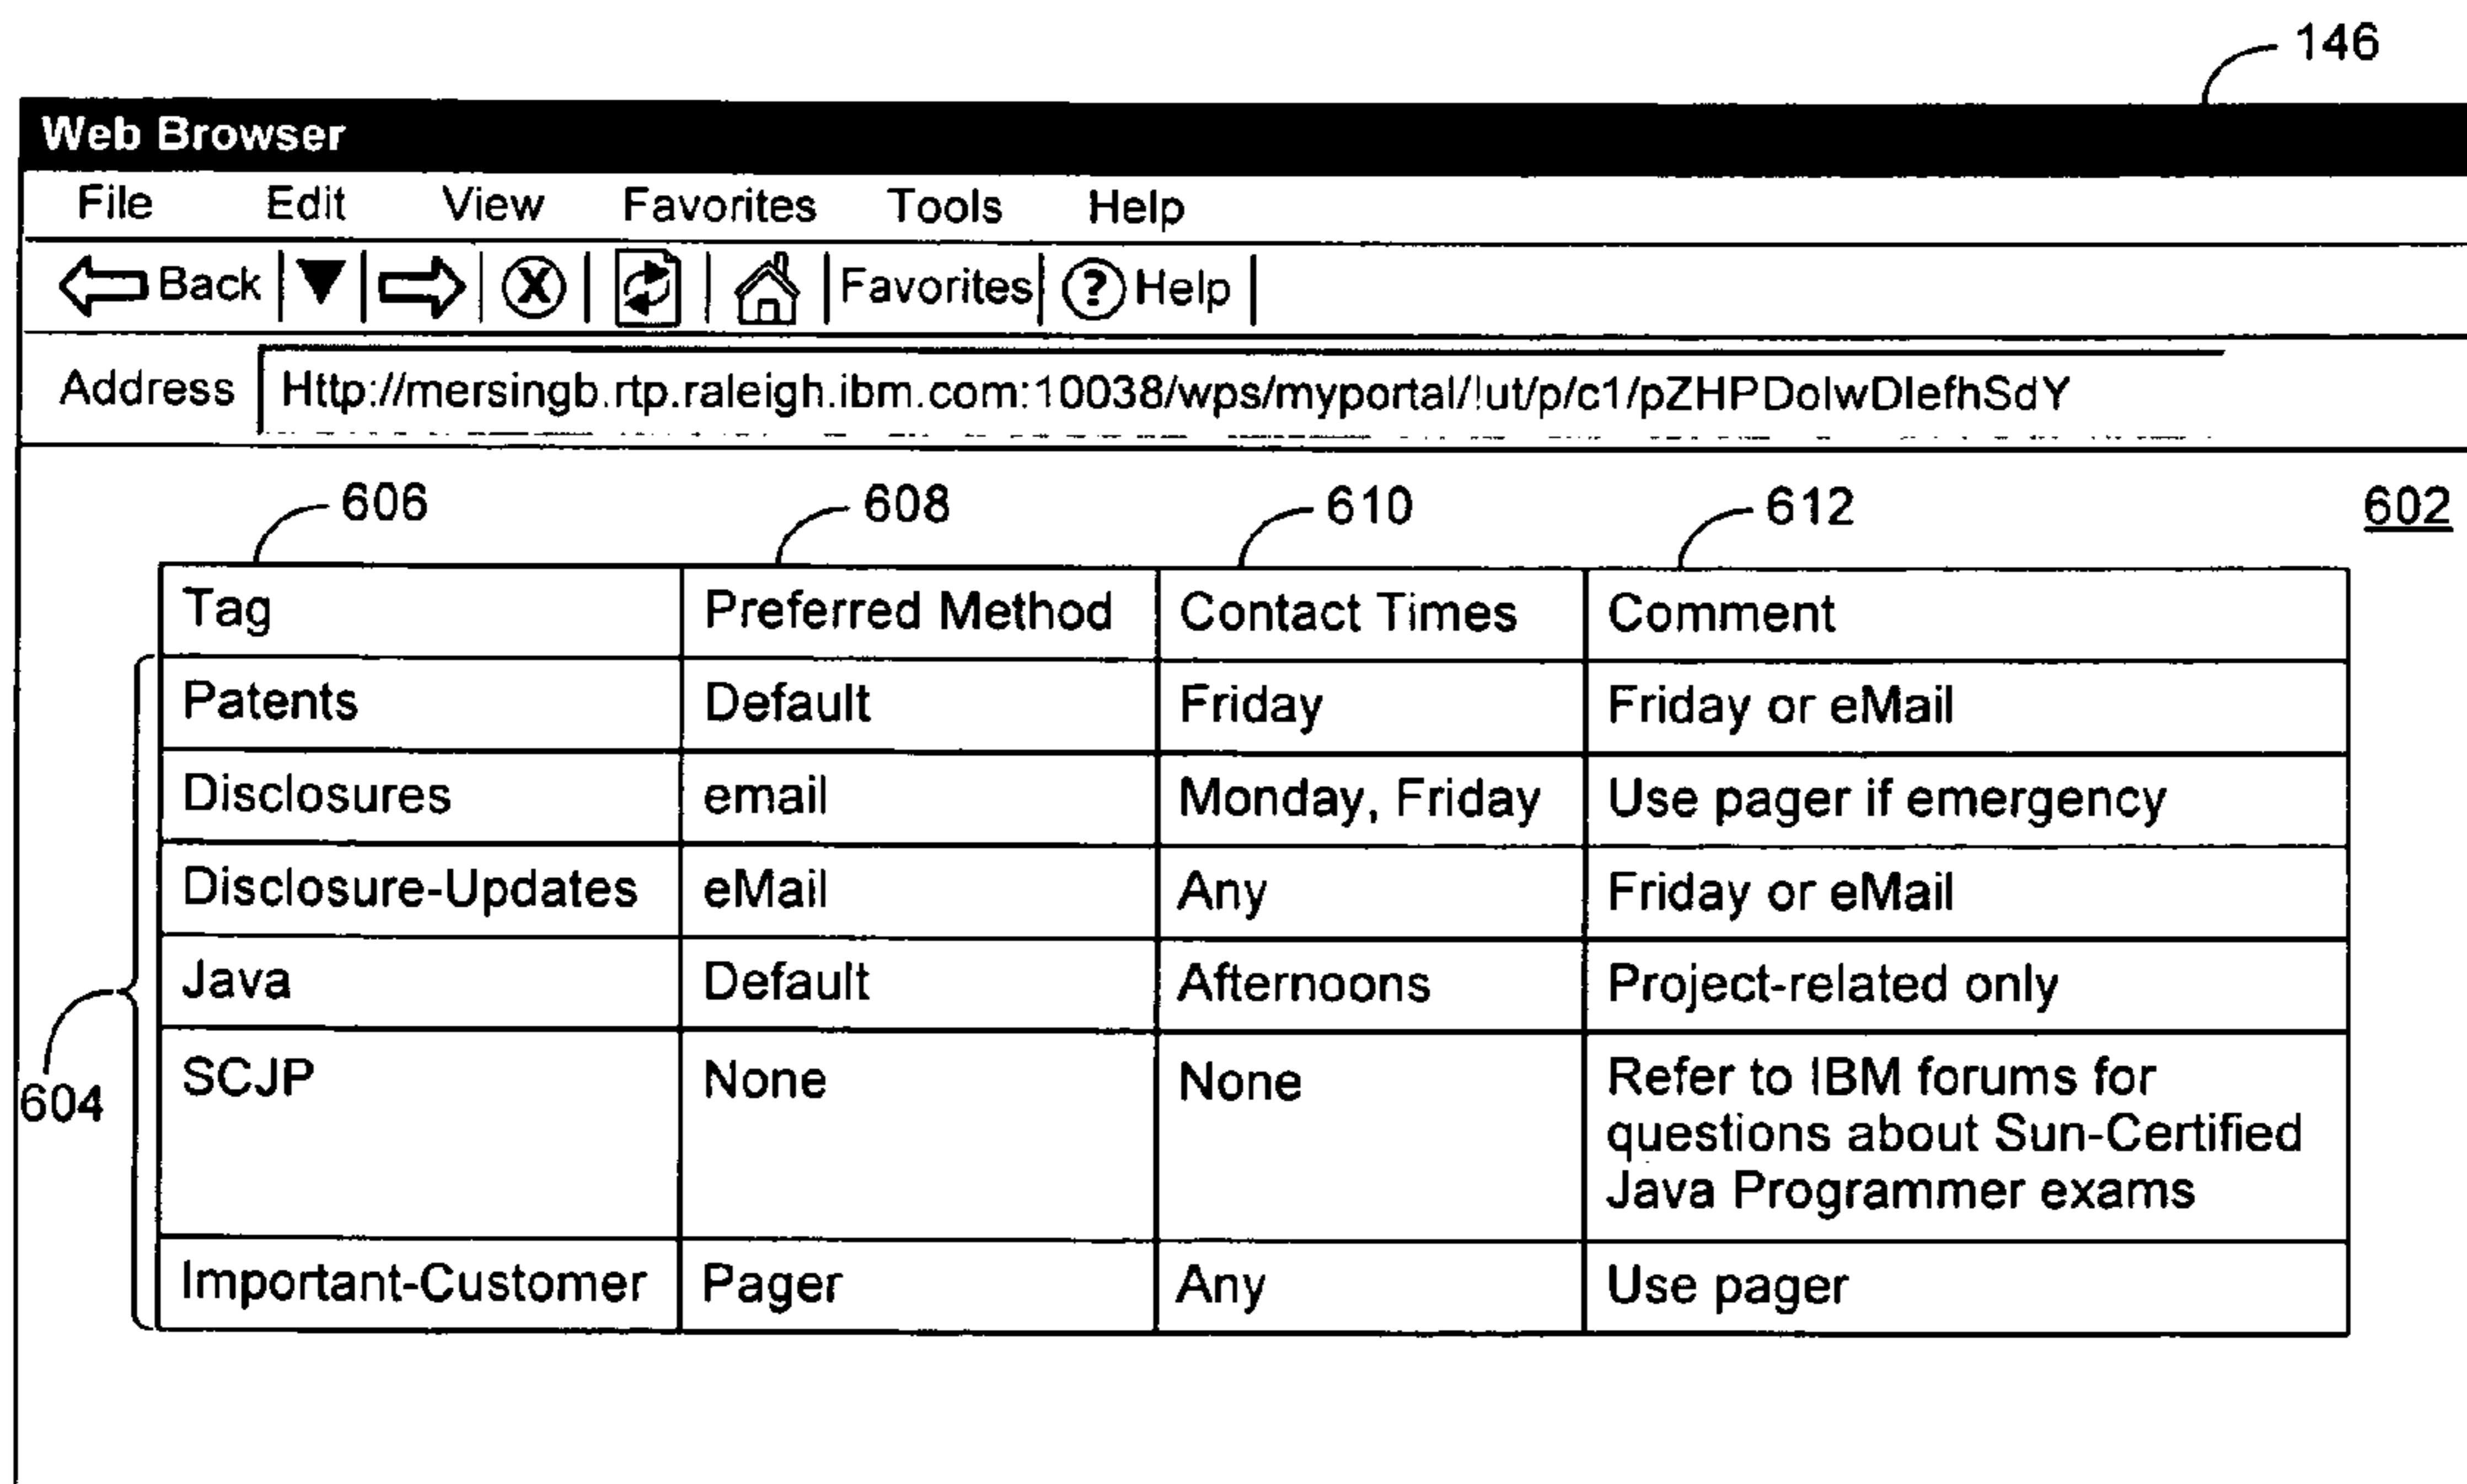 146
Web Browser
File Edit View Favorites Tools Help
Back Favorites ? Help
Address Http://mersingb.rtp.raleigh.ibm.com:10038/wps/myportal/!ut/p/c1/pZHPDoIwDIefhSdY
606 608 610 612 602
Tag Preferred Method Contact Times Comment
Patents Default Friday Friday or eMail
Disclosures email Monday, Friday Use pager if emergency
Disclosure-Updates eMail Any Friday or eMail
Java Default Afternoons Project-related only
SCJP None None Refer to IBM forums for
questions about Sun-Certified
Java Programmer exams
604
Important-Customer Pager Any Use pager